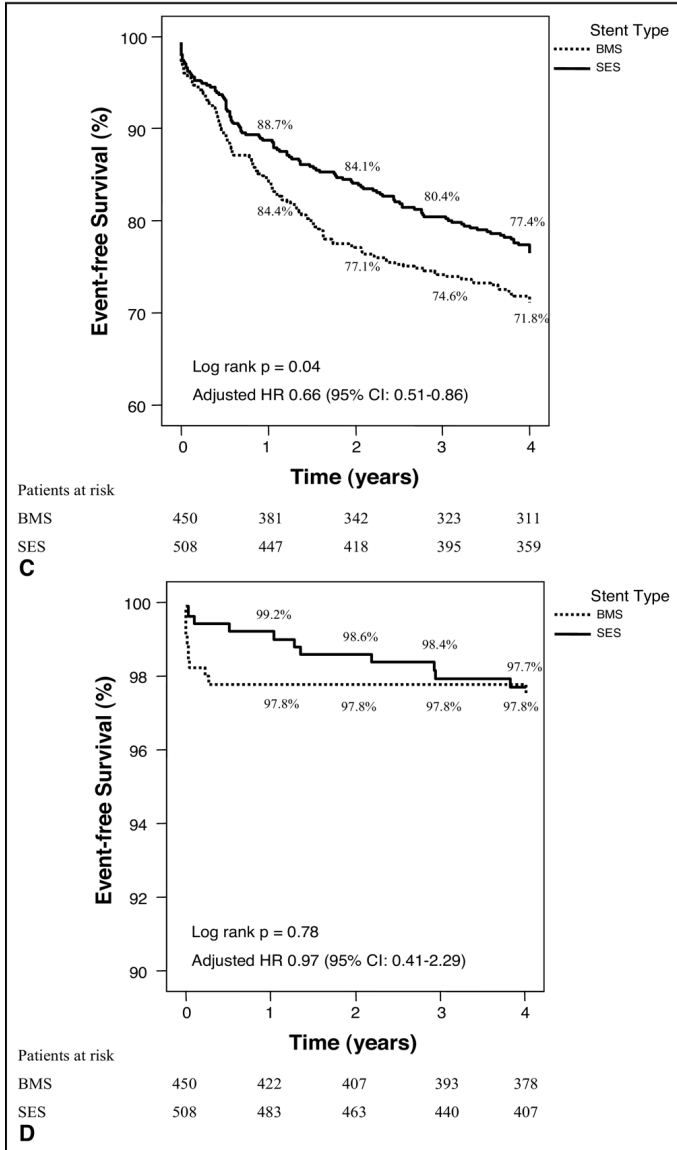 Stent Type
BMS
SES
Event-free Survival (%)
100
90
80
70
60
88.7%
84.1%
80.4%
77.4%
84.4%
77.1%
74.6%
71.8%
Log rank p = 0.04
Adjusted HR 0.66 (95% CI: 0.51-0.86)
0 1 2 3 4
Time (years)
Patients at risk
BMS 450 381 342 323 311
SES 508 447 418 395 359
C
Stent Type
BMS
SES
Event-free Survival (%)
100
98
96
94
92
90
99.2%
98.6%
98.4%
97.7%
97.8% 97.8% 97.8% 97.8%
Log rank p = 0.78
Adjusted HR 0.97 (95% CI: 0.41-2.29)
0 1 2 3 4
Time (years)
Patients at risk
BMS 450 422 407 393 378
SES 508 483 463 440 407
D